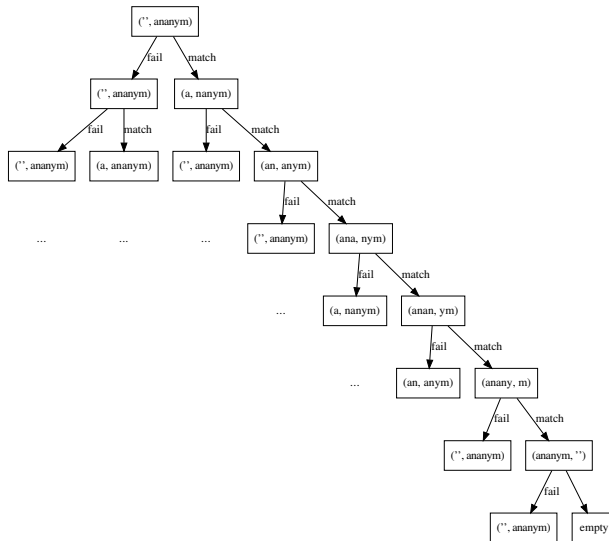 ('', ananym)
fail match
('', ananym) (a, nanym)
fail match fail match
('', ananym) (a, ananym) ('', ananym) (an, anym)
fail match
... ... ... ('', ananym) (ana, nym)
fail match
... (a, nanym) (anan, ym)
fail match
... (an, anym) (anany, m)
fail match
('', ananym) (ananym, '')
fail
('', ananym) empty